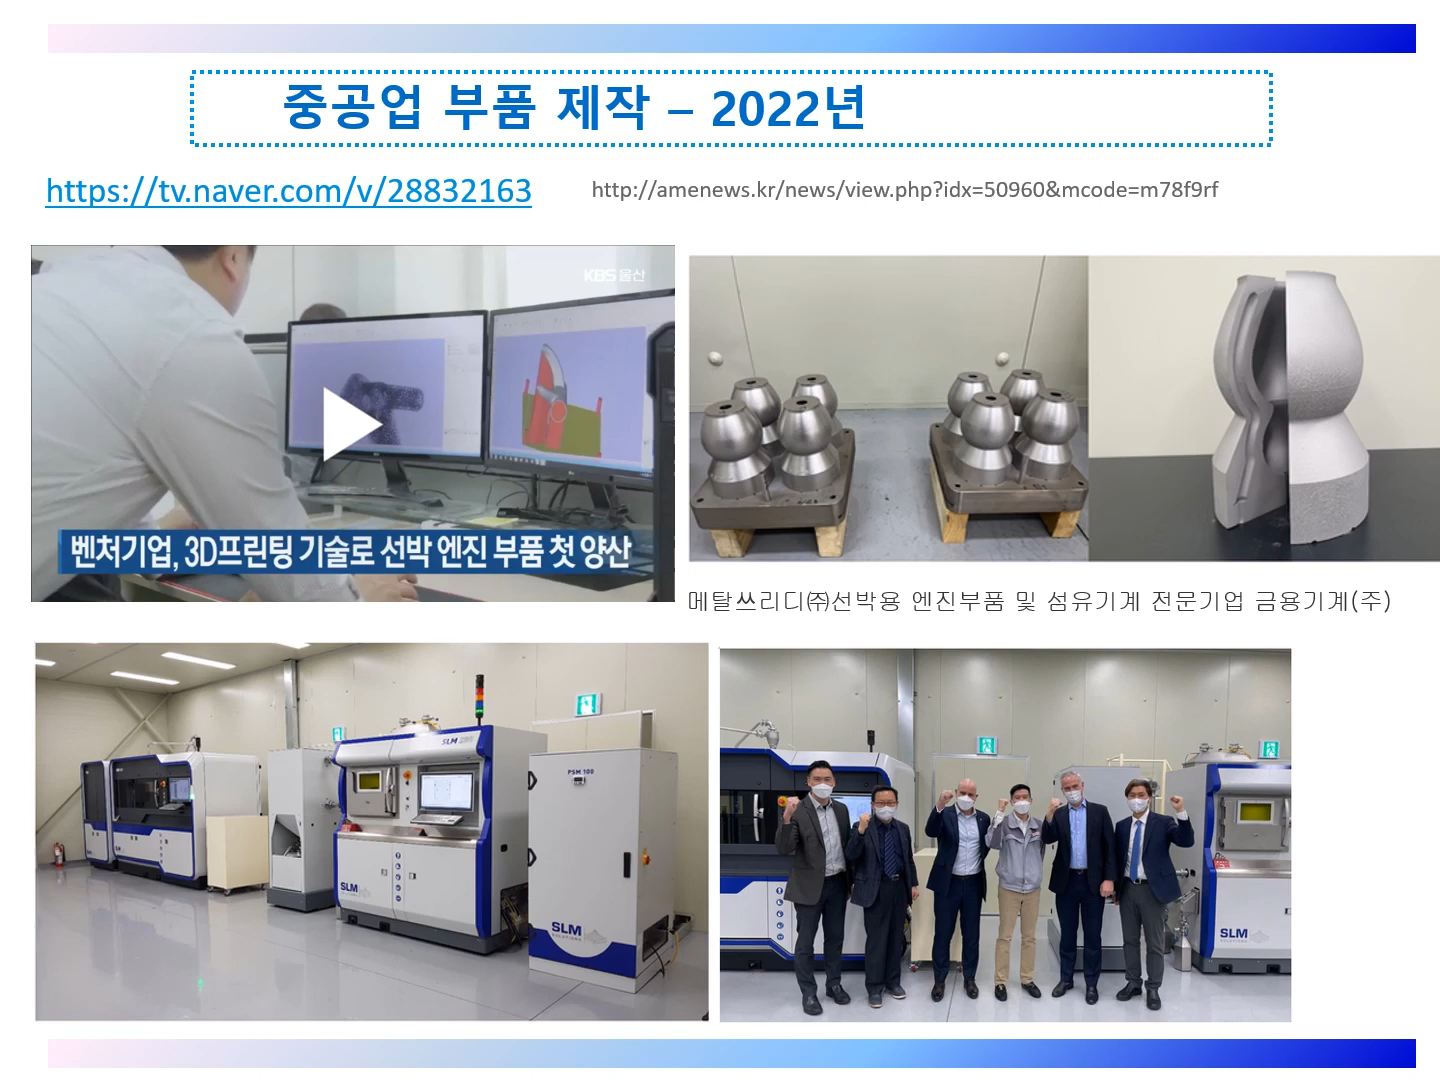 중공업 부품 제작 – 2022년
https://tv.naver.com/v/28832163
http://amenews.kr/news/view.php?idx=50960&mcode=m78f9rf
KBS울산
벤처기업, 3D프린팅 기술로 선박 엔진 부품 첫 양산
메탈쓰리디㈜선박용 엔진부품 및 섬유기계 전문기업 금용기계(주)
SLM
PSM 100
SLM
SLM
SOLUTIONS
SLM
SOLUTIONS